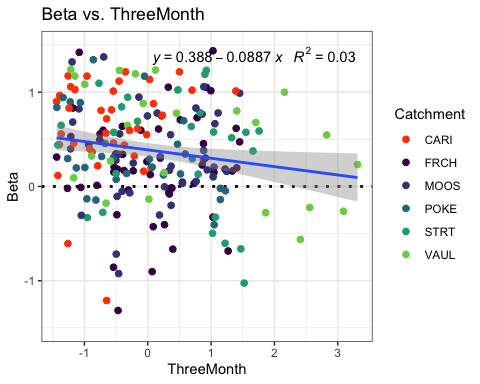 Beta vs. ThreeMonth
y = 0.388 – 0.0887 x R² = 0.03
1
0
-1
Beta
-1 0 1 2 3
ThreeMonth
Catchment
CARI
FRCH
MOOS
POKE
STRT
VAUL